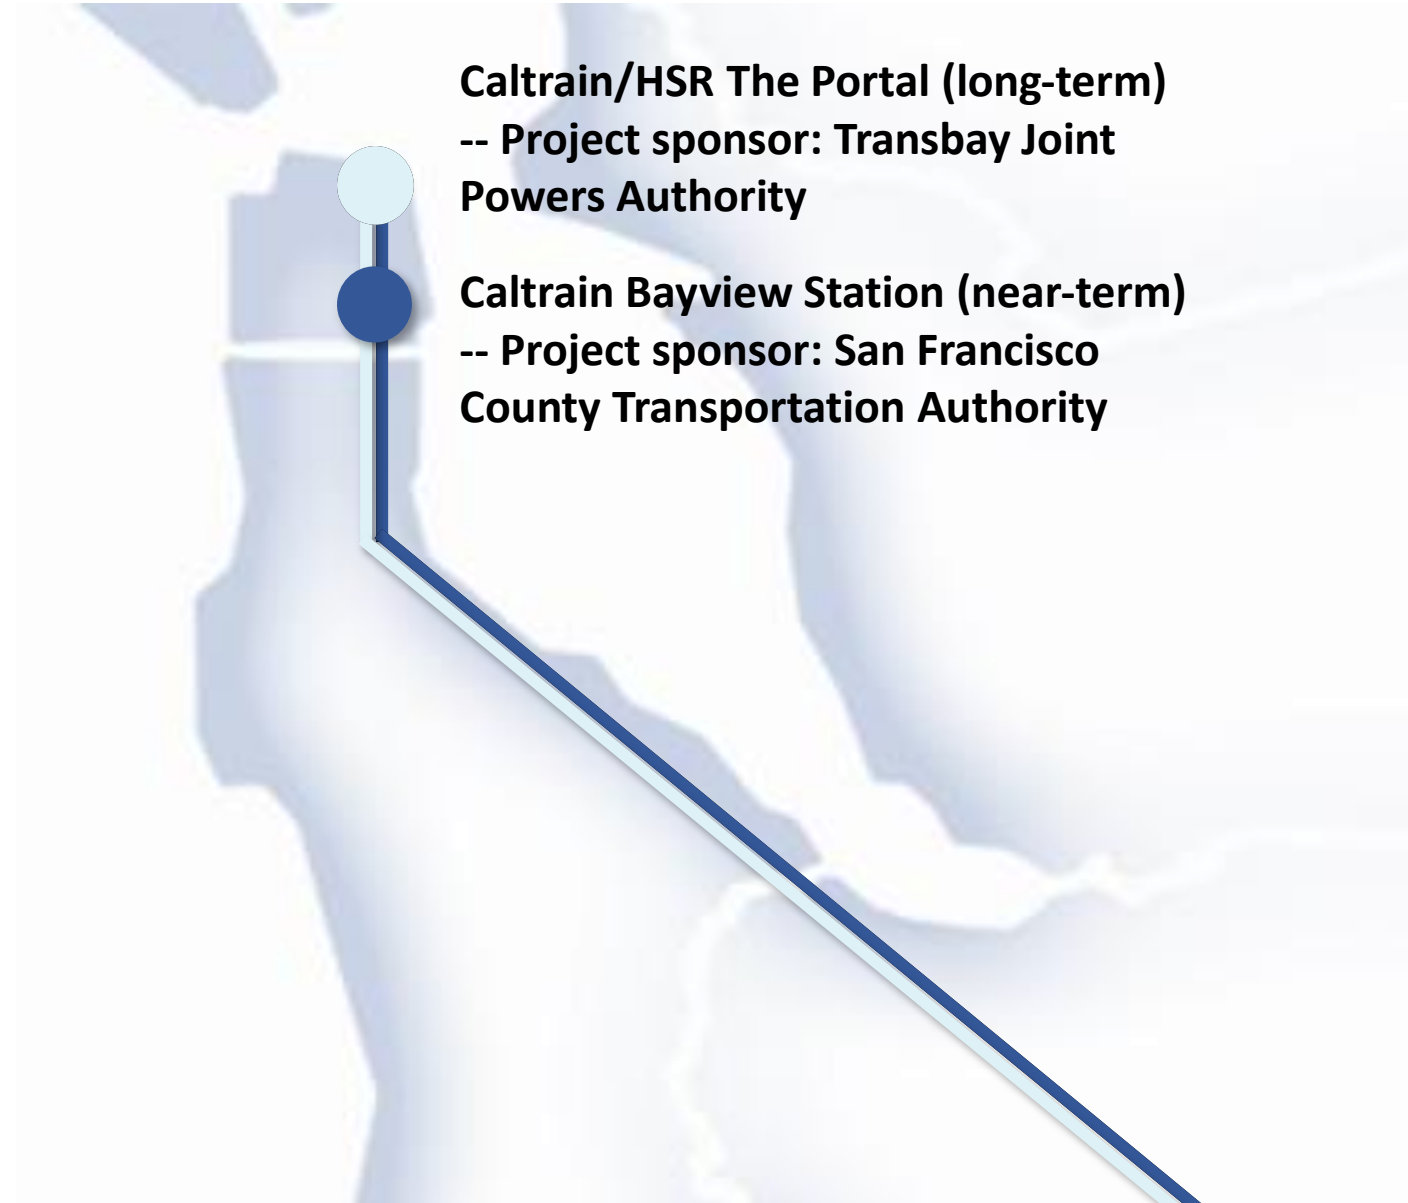 Caltrain/HSR The Portal (long-term)
-- Project sponsor: Transbay Joint
Powers Authority
Caltrain Bayview Station (near-term)
-- Project sponsor: San Francisco
County Transportation Authority